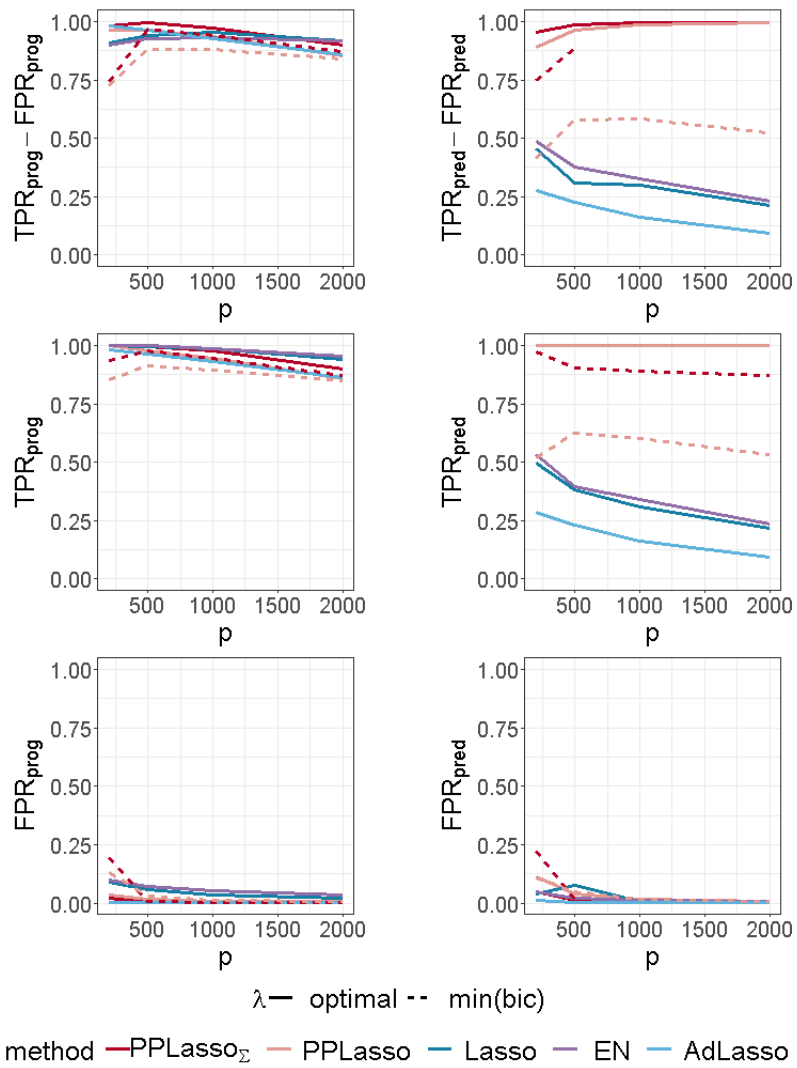 TPRprog − FPRprog
1.00
0.75
0.50
0.25
0.00
500 1000 1500 2000
p
TPRpred − FPRpred
1.00
0.75
0.50
0.25
0.00
500 1000 1500 2000
p
TPRprog
1.00
0.75
0.50
0.25
0.00
500 1000 1500 2000
p
TPRpred
1.00
0.75
0.50
0.25
0.00
500 1000 1500 2000
p
FPRprog
1.00
0.75
0.50
0.25
0.00
500 1000 1500 2000
p
FPRpred
1.00
0.75
0.50
0.25
0.00
500 1000 1500 2000
p
λ optimal min(bic)
method PPLassoΣ PPLasso Lasso EN AdLasso